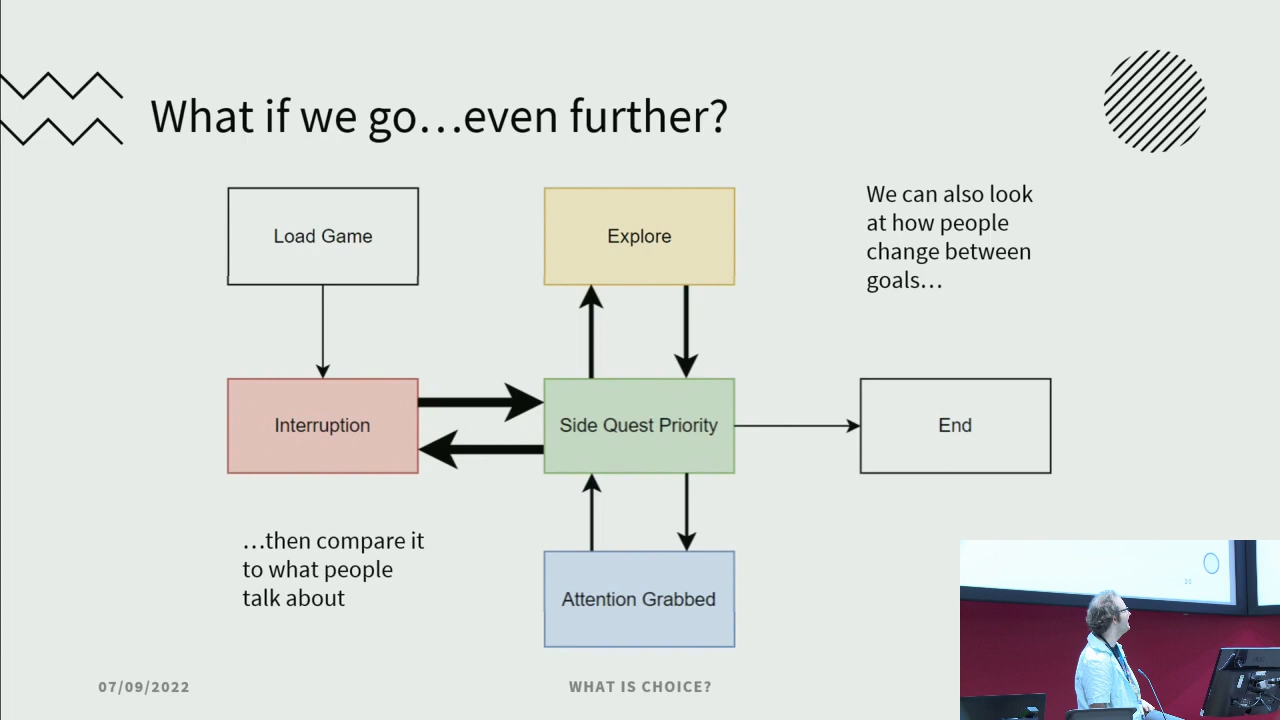 What if we go…even further?
Load Game
Explore
We can also look
at how people
change between
goals…
Interruption
Side Quest Priority
End
…then compare it
to what people
talk about
Attention Grabbed
07/09/2022
WHAT IS CHOICE?